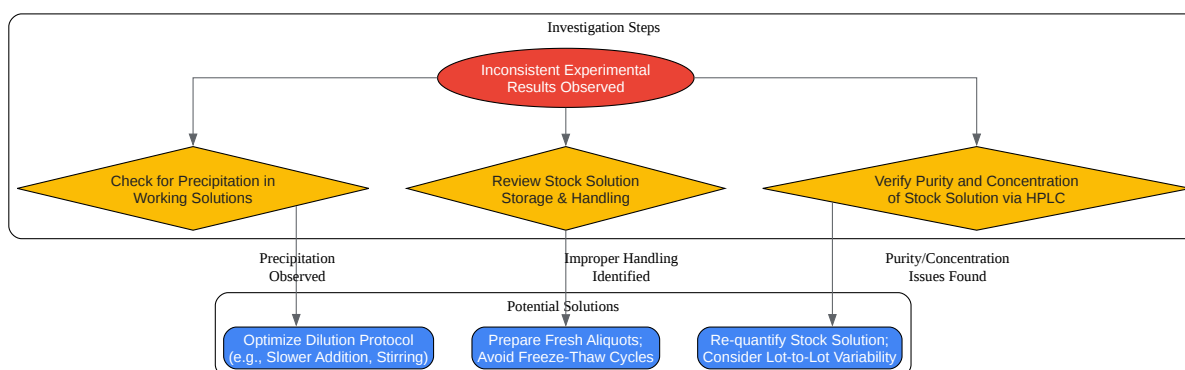 Investigation Steps
Inconsistent Experimental
Results Observed
Check for Precipitation in
Working Solutions
Review Stock Solution
Storage & Handling
Verify Purity and Concentration
of Stock Solution via HPLC
Precipitation
Observed
Improper Handling
Identified
Purity/Concentration
Issues Found
Potential Solutions
Optimize Dilution Protocol
(e.g., Slower Addition, Stirring)
Prepare Fresh Aliquots;
Avoid Freeze-Thaw Cycles
Re-quantify Stock Solution;
Consider Lot-to-Lot Variability